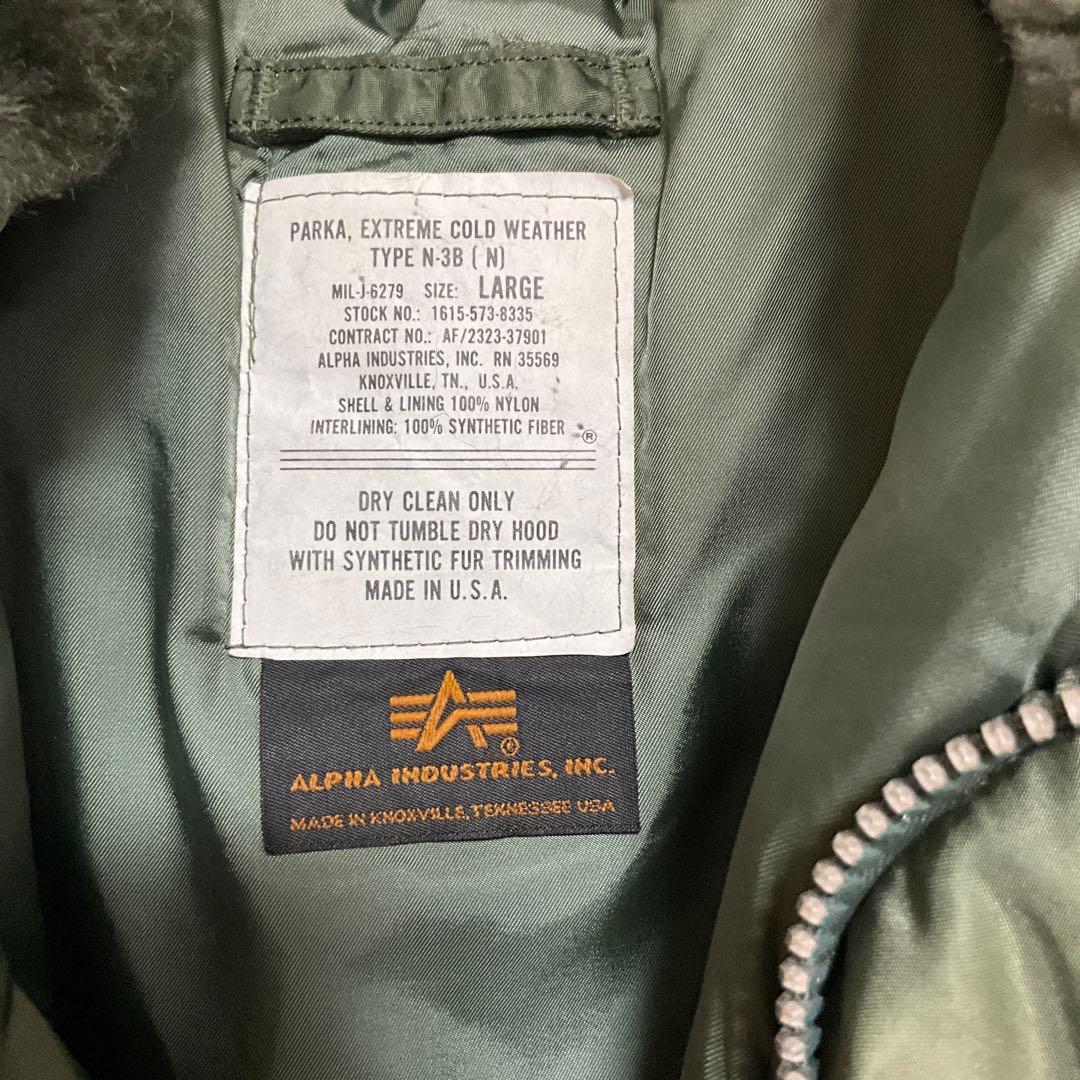 PARKA, EXTREME COLD WEATHER
TYPE N-3B ( N)
MIL-J-6279 SIZE: LARGE
STOCK NO.: 1615-573-8335
CONTRACT NO.: AF/2323-37901
ALPHA INDUSTRIES, INC. RN 35569
KNOXVILLE, TN., U.S.A.
SHELL & LINING 100% NYLON
INTERLINING: 100% SYNTHETIC FIBER ®
DRY CLEAN ONLY
DO NOT TUMBLE DRY HOOD
WITH SYNTHETIC FUR TRIMMING
MADE IN U.S.A.
®
ALPHA INDUSTRIES, INC.
MADE IN KNOXVILLE, TENNESSEE USA